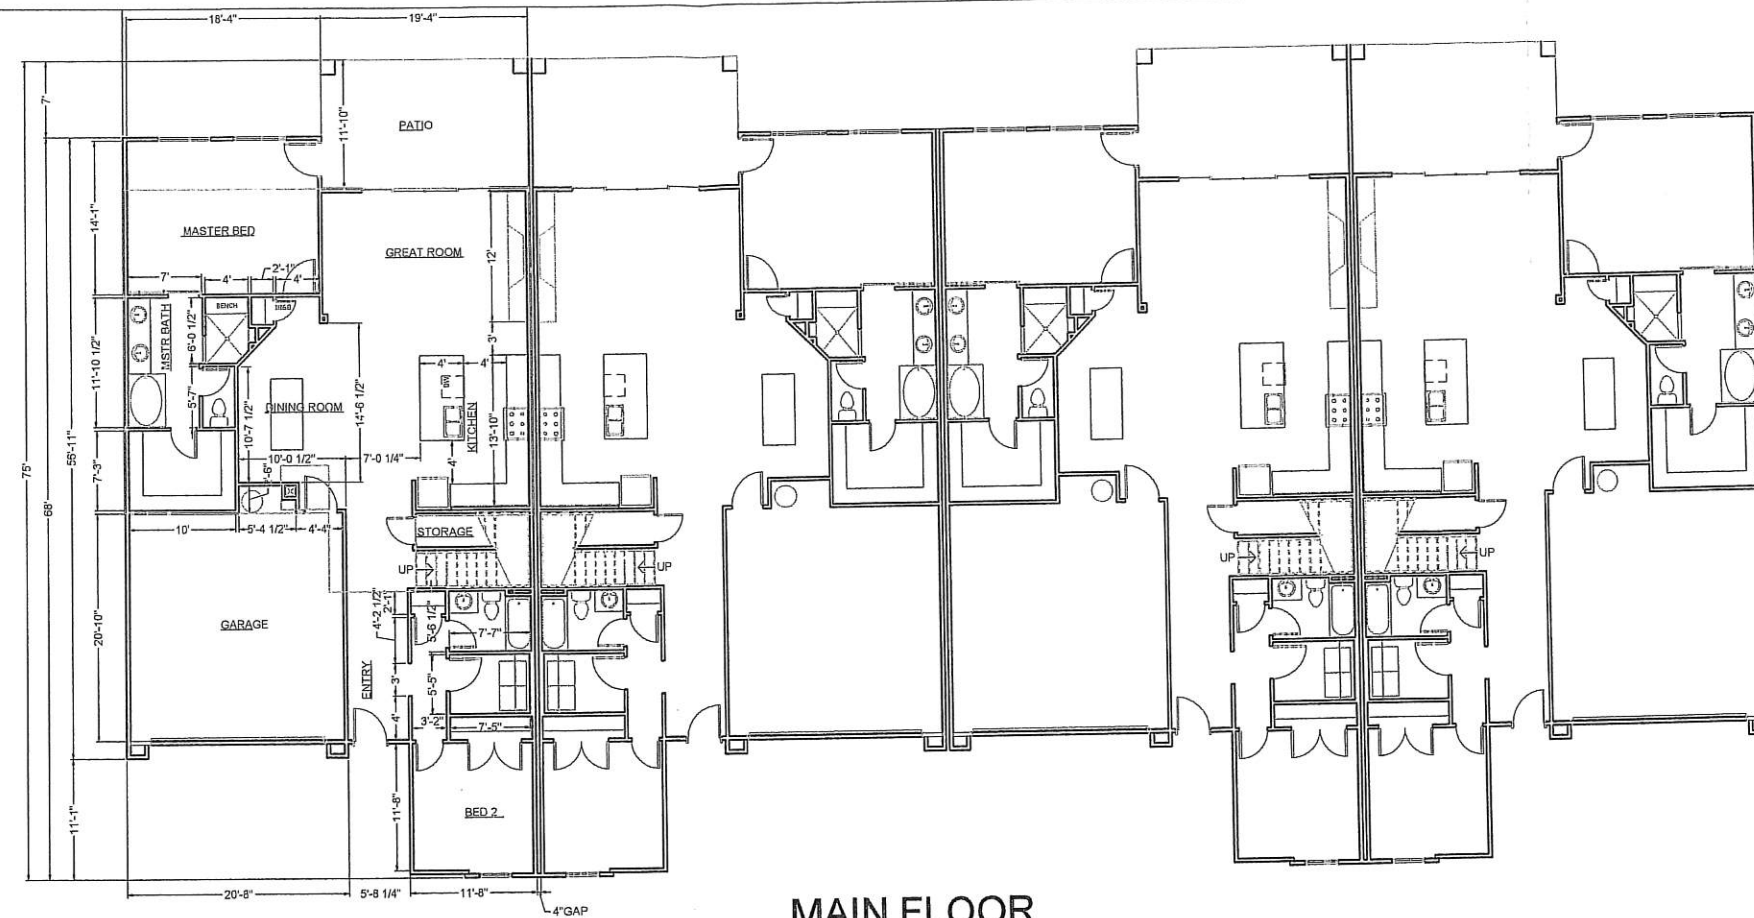 18'-4"
19'-4"
7'
11'-10"
PATIO
14'-1"
MASTER BED
GREAT ROOM
12'
7'
4'
2'-1"
4'
BENCH
MSTR BATH
6'-0 1/2"
11'-10 1/2"
3'
4'
4'
DW
5'-7"
DINING ROOM
14'-6 1/2"
KITCHEN
13'-10"
10'-7 1/2"
75'
68'
56'-11"
7'-3"
10'-0 1/2"
7'-0 1/4"
4'
10'
5'-4 1/2"
4'-4"
STORAGE
UP
UP
UP
UP
4'-2 1/2"
2'-1"
5'-6 1/2"
7'-7"
20'-10"
GARAGE
ENTRY
3'
5'-5"
4'
3'-2"
7'-5"
11'-1"
11'-8"
BED 2
20'-8"
5'-8 1/4"
11'-8"
4"GAP
MAIN FLOOR